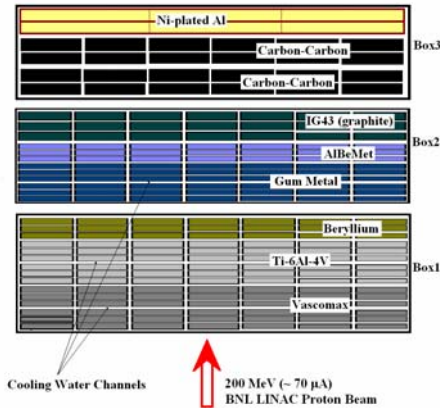 Ni-plated Al
Carbon-Carbon
Carbon-Carbon
Box3
IG43 (graphite)
AlBeMet
Gum Metal
Box2
Beryllium
Ti-6Al-4V
Vascomax
Box1
Cooling Water Channels
200 MeV (~ 70 μA)
BNL LINAC Proton Beam